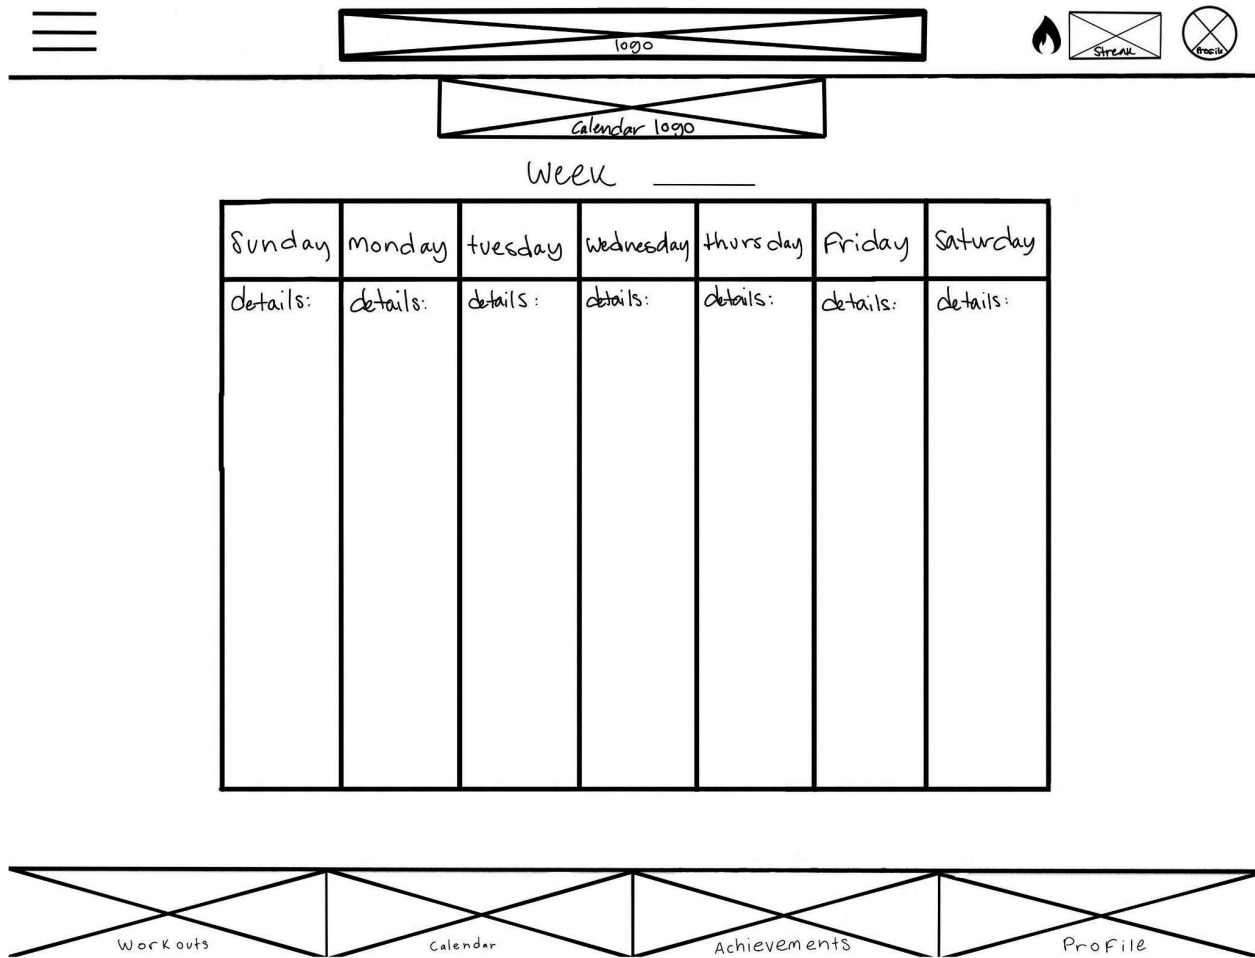 logo
Streak
Profile
Calendar logo
Week
Sunday monday tuesday wednesday thursday Friday Saturday
details: details: details: details: details: details: details:
Workouts Calendar Achievements Profile